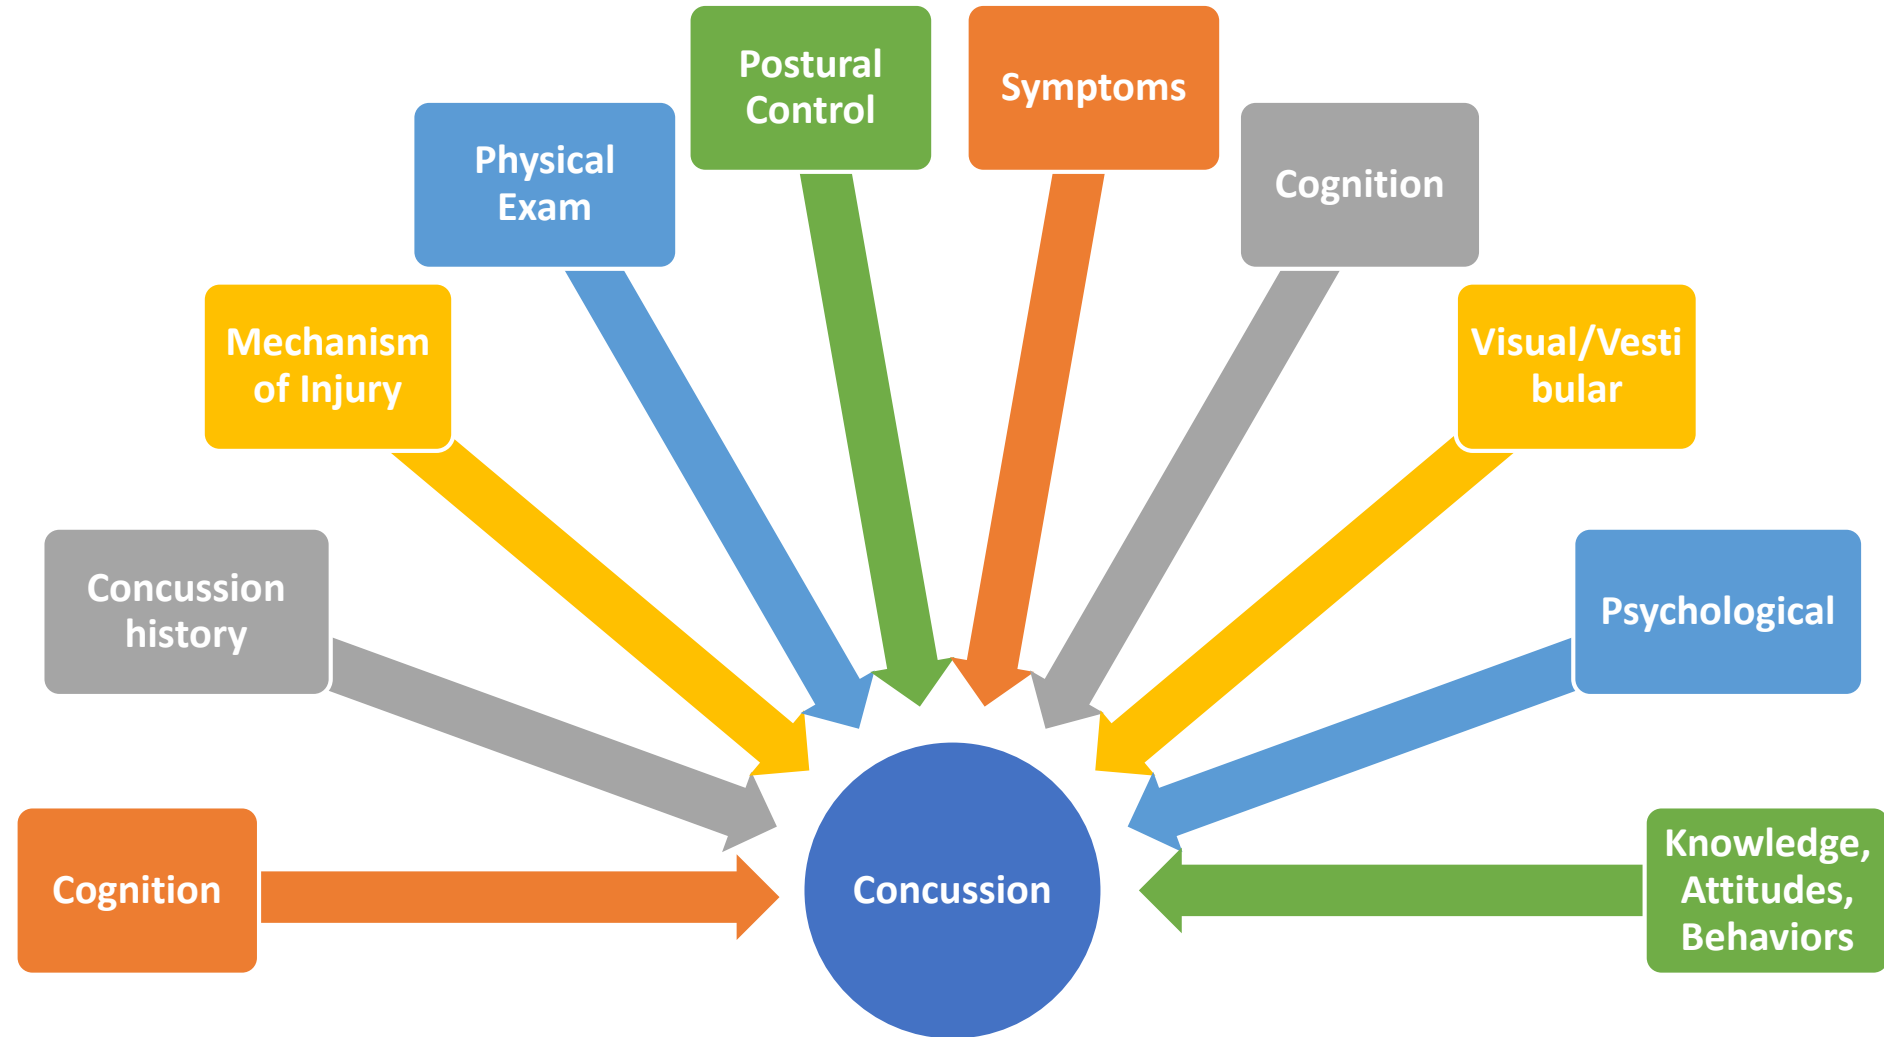 Postural
Control
Symptoms
Physical
Exam
Cognition
Mechanism
of Injury
Visual/Vesti
bular
Concussion
history
Psychological
Cognition
Concussion
Knowledge,
Attitudes,
Behaviors